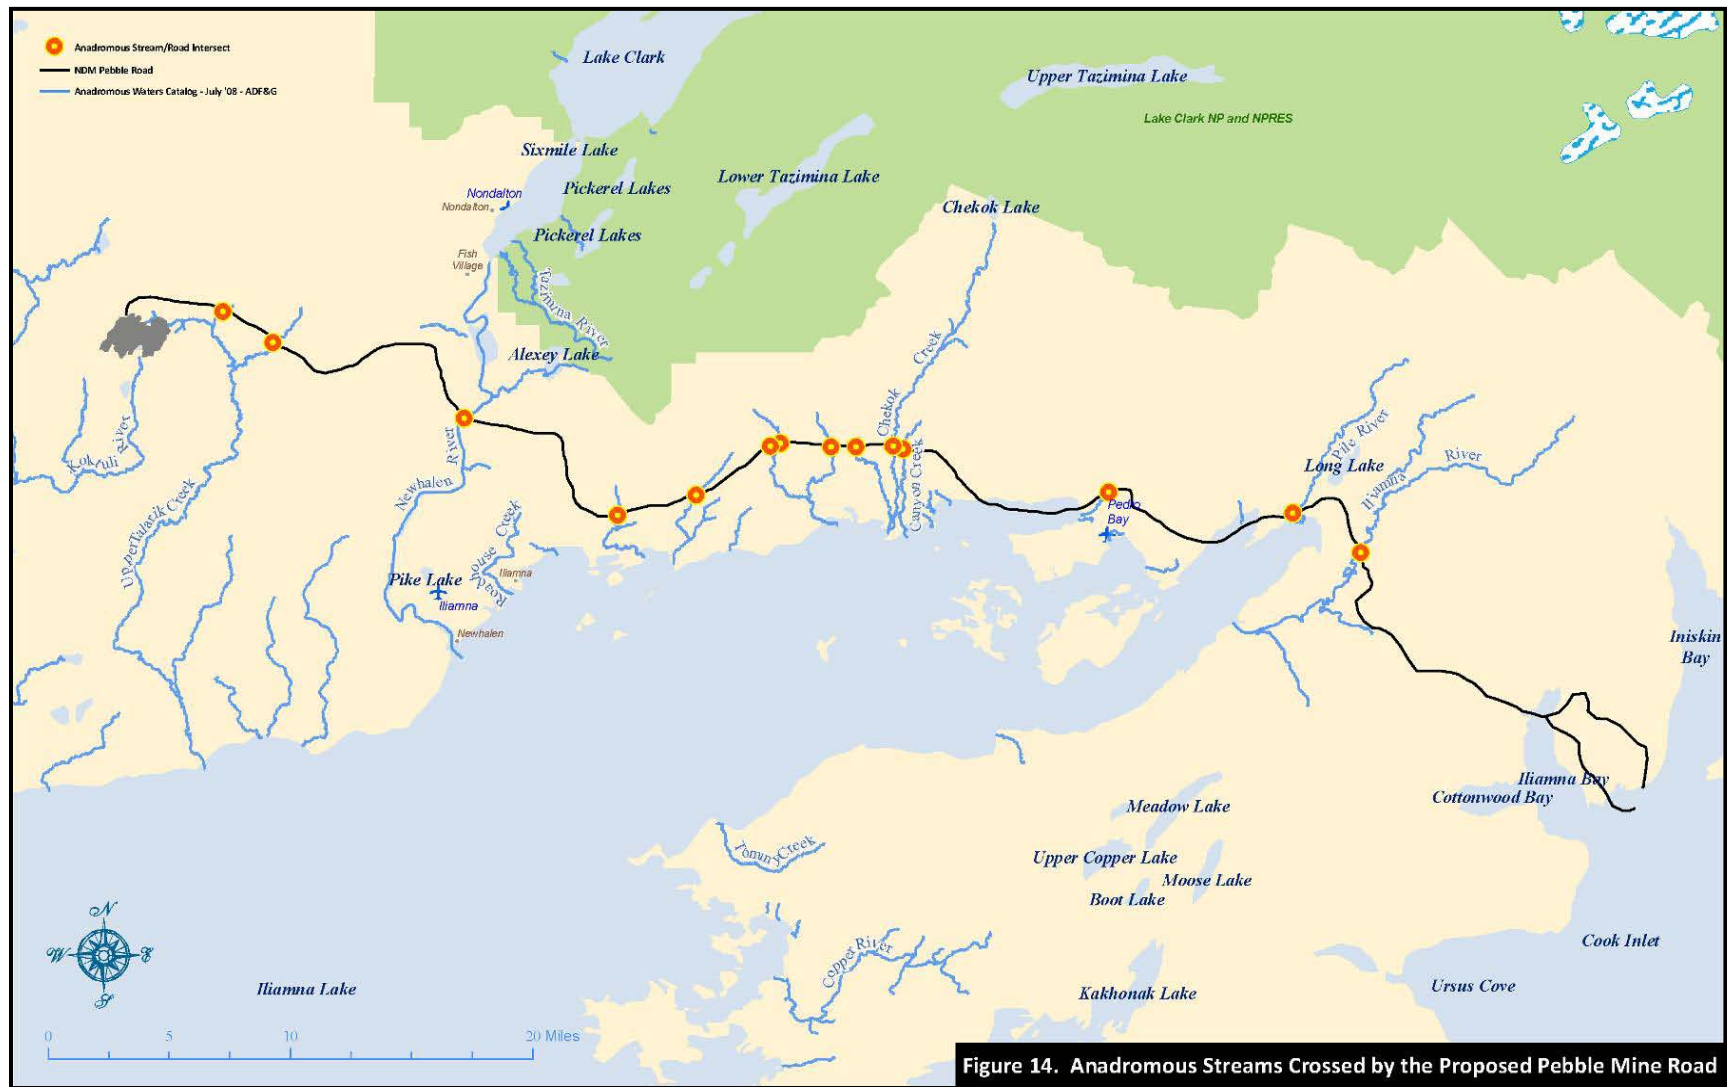 Anadromous Stream/Road Intersect
NDM Pebble Road
Anadromous Waters Catalog - July '08 - ADF&G
Lake Clark
Upper Tazimina Lake
Lake Clark NP and NPRES
Sixmile Lake
Lower Tazimina Lake
Pickerel Lakes
Nondalton
Nondalton
Chekok Lake
Pickerel Lakes
Fish
Village
Tazimina River
Alexey Lake
Creek
Chekok
Canyon Creek
Koktuli River
Upper Talarik Creek
Newhalen River
Roadhouse Creek
Pile River
Long Lake
Iliamna River
Pedro
Bay
Pike Lake
Iliamna
Iliamna
Newhalen
Iniskin
Bay
Iliamna Bay
Cottonwood Bay
Meadow Lake
Upper Copper Lake
Moose Lake
Boot Lake
Tommy Creek
Copper River
Cook Inlet
Ursus Cove
Kakhonak Lake
Iliamna Lake
N
W E
S
0 5 10 20 Miles
Figure 14. Anadromous Streams Crossed by the Proposed Pebble Mine Road